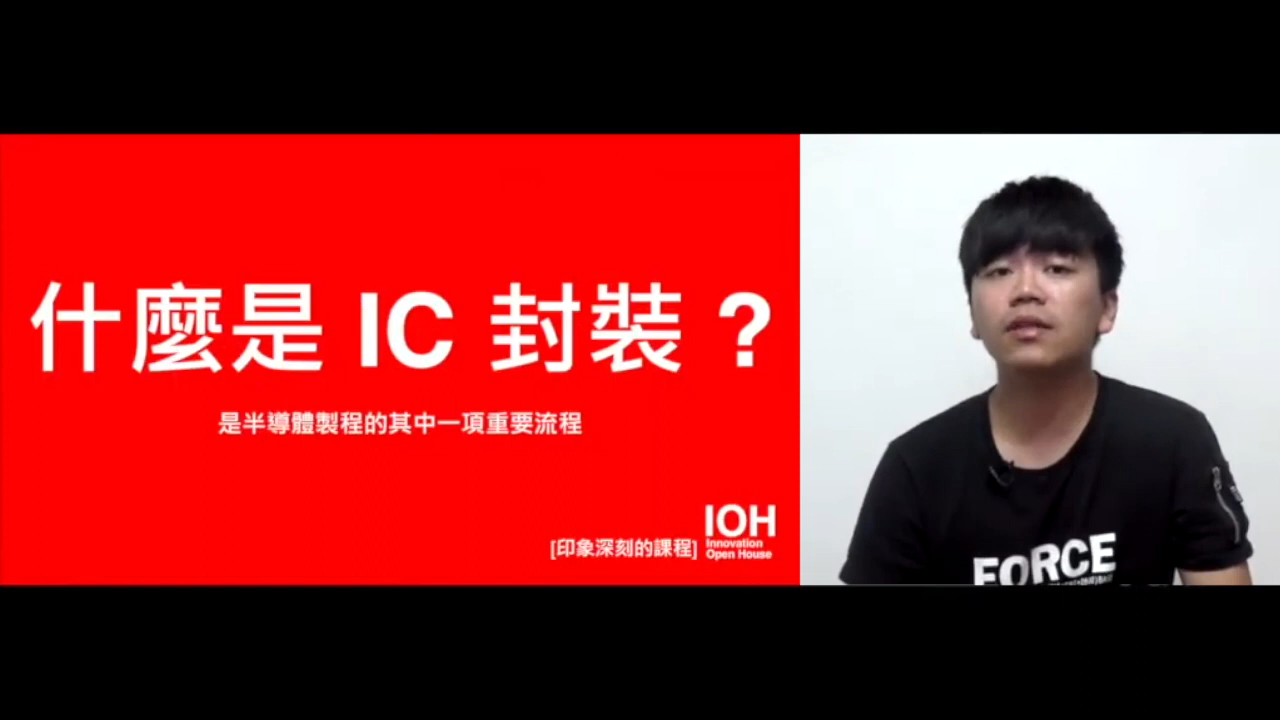 什麼是 IC 封裝 ?
是半導體製程的其中一項重要流程
[印象深刻的課程]
IOH
Innovation
Open House
FORCE